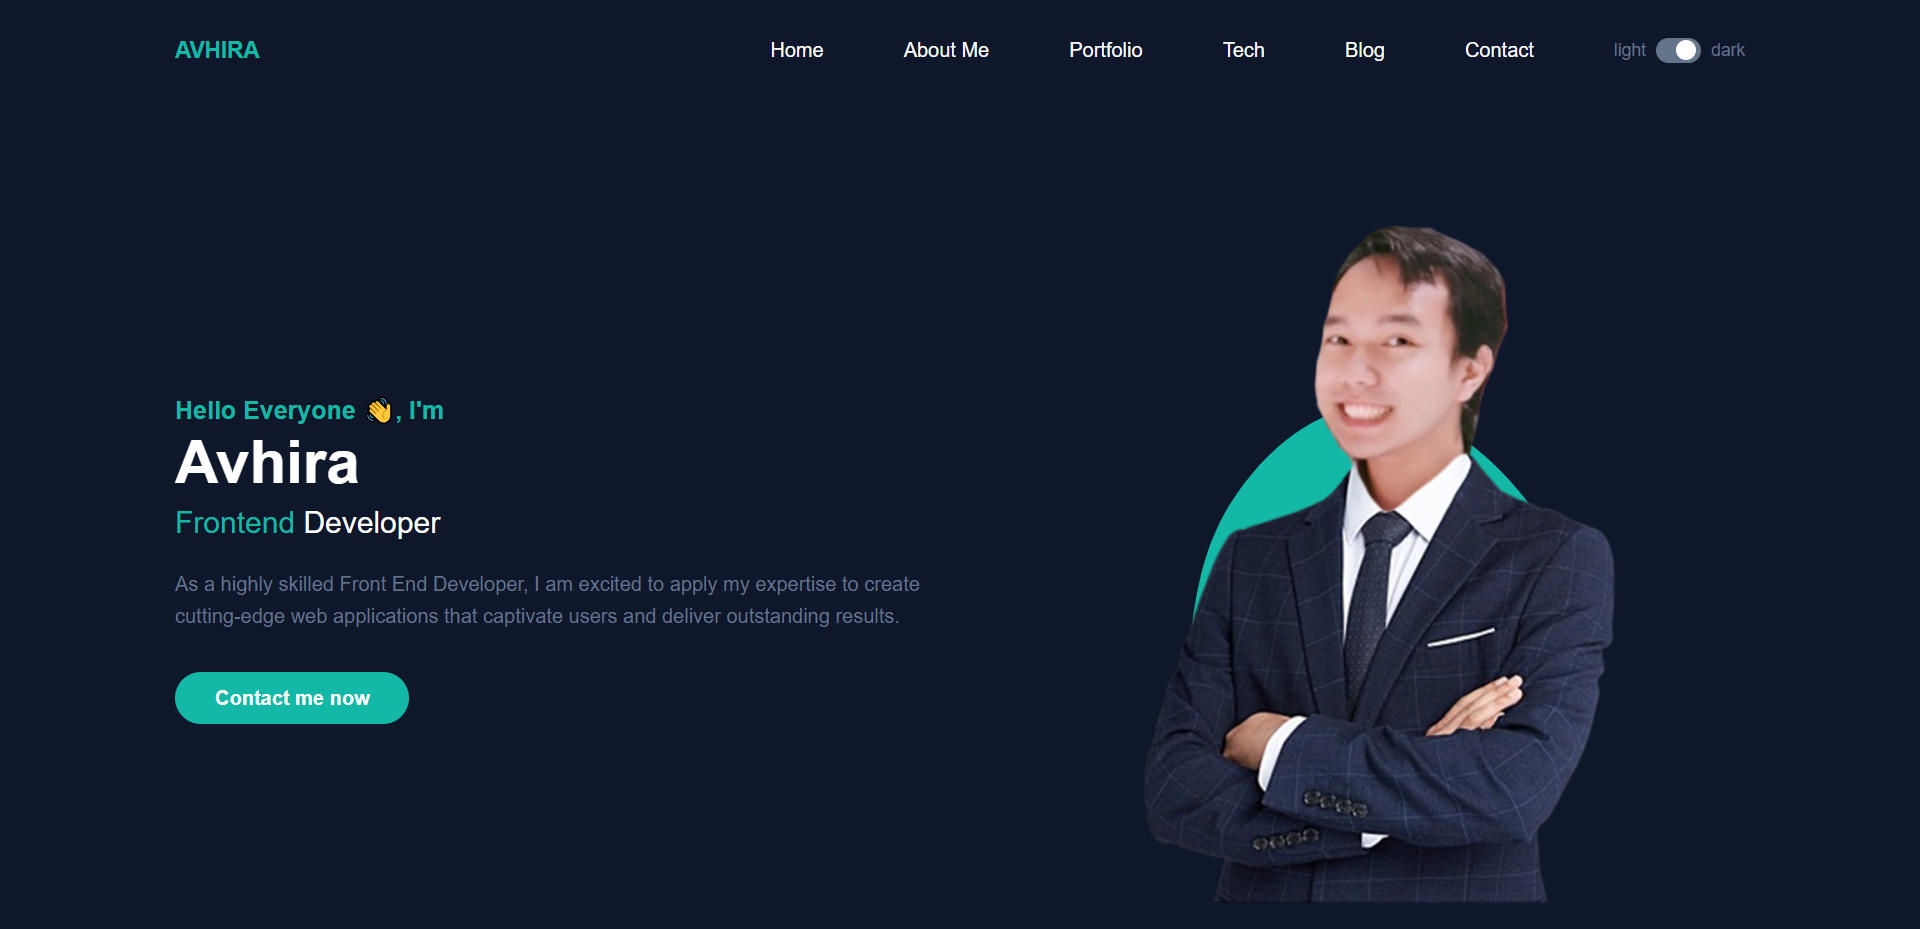 AVHIRA
Home About Me Portfolio Tech Blog Contact light dark
Hello Everyone 👋, I'm
Avhira
Frontend Developer
As a highly skilled Front End Developer, I am excited to apply my expertise to create
cutting-edge web applications that captivate users and deliver outstanding results.
Contact me now